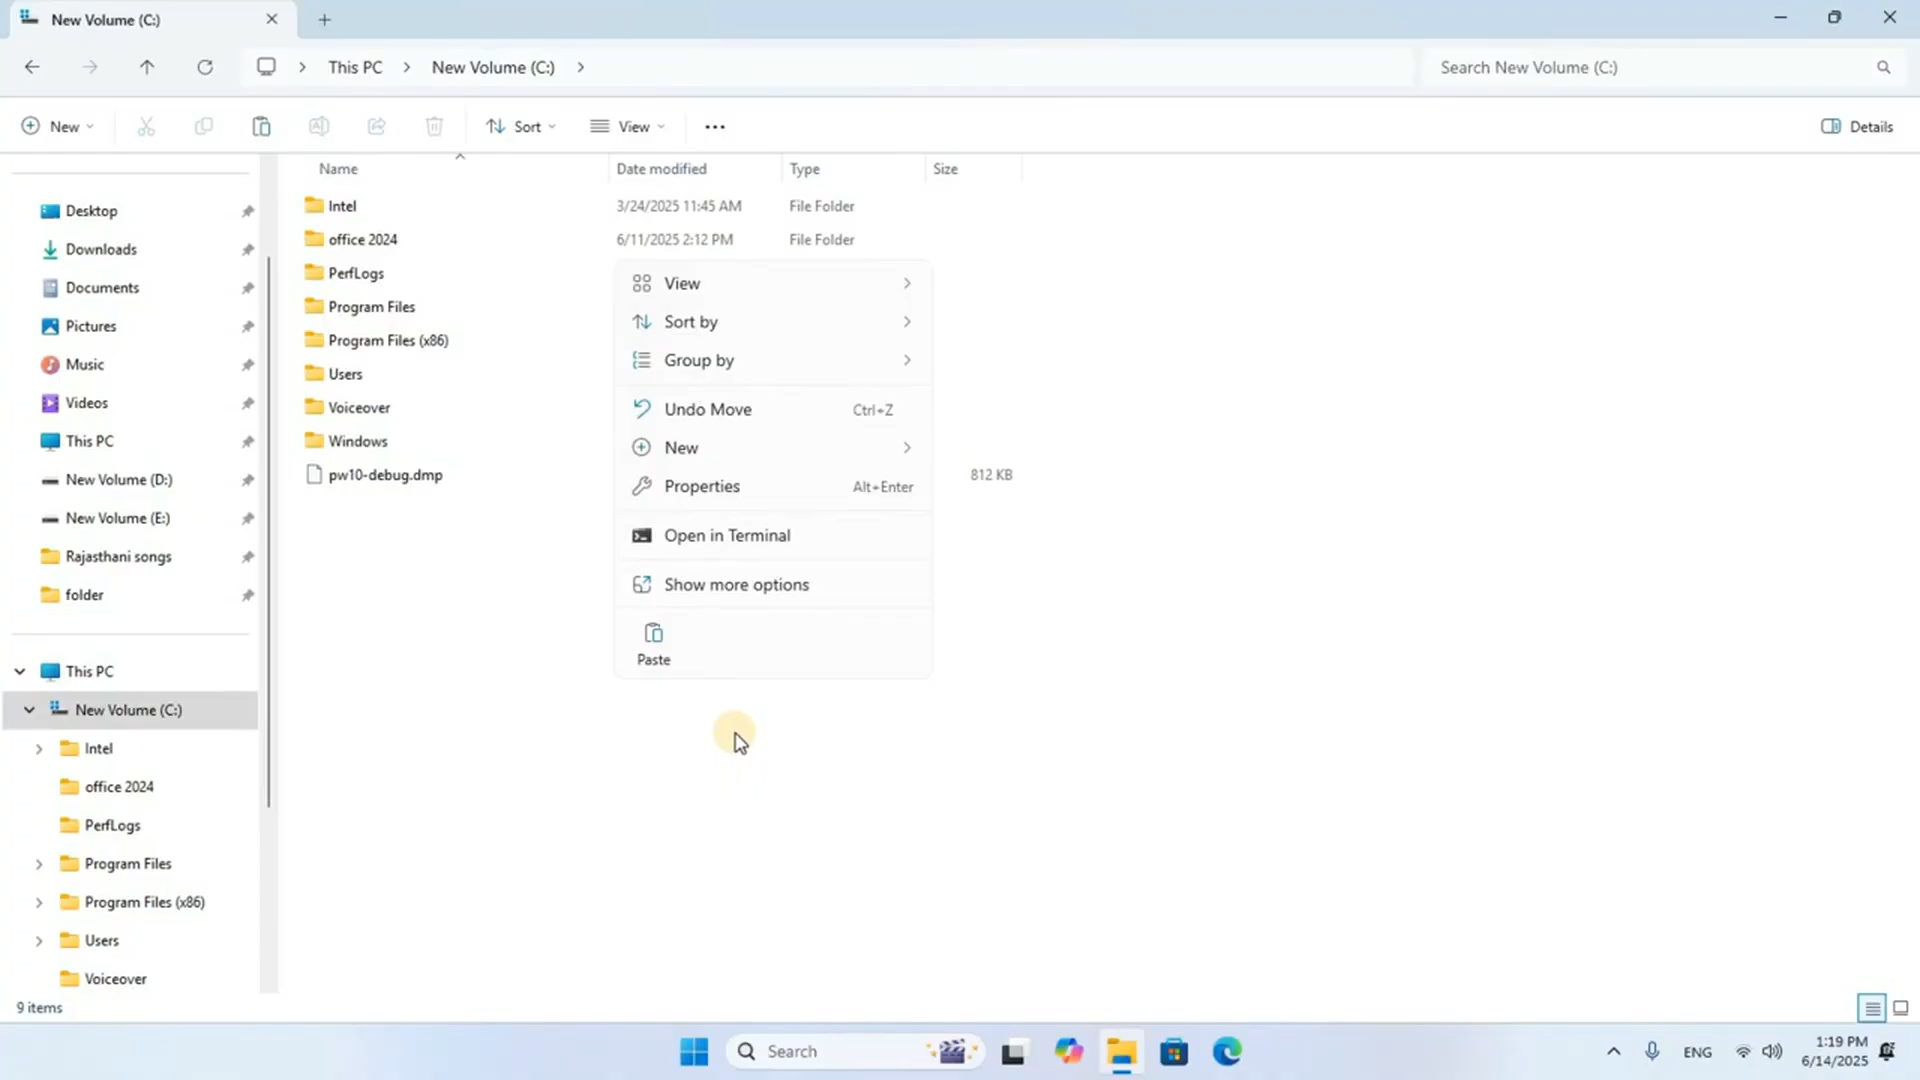 New Volume (C:)
This PC
New Volume (C:)
Search New Volume (C:)
New
Sort
View
Details
Name
Date modified
Type
Size
Desktop
Downloads
Documents
Pictures
Music
Videos
This PC
New Volume (D:)
New Volume (E:)
Rajasthani songs
folder
This PC
New Volume (C:)
Intel
office 2024
PerfLogs
Program Files
Program Files (x86)
Users
Voiceover
Intel 3/24/2025 11:45 AM File Folder
office 2024 6/11/2025 2:12 PM File Folder
PerfLogs
Program Files
Program Files (x86)
Users
Voiceover
Windows
pw10-debug.dmp 812 KB
View
Sort by
Group by
Undo Move Ctrl+Z
New
Properties Alt+Enter
Open in Terminal
Show more options
Paste
9 items
Search
ENG
1:19 PM
6/14/2025